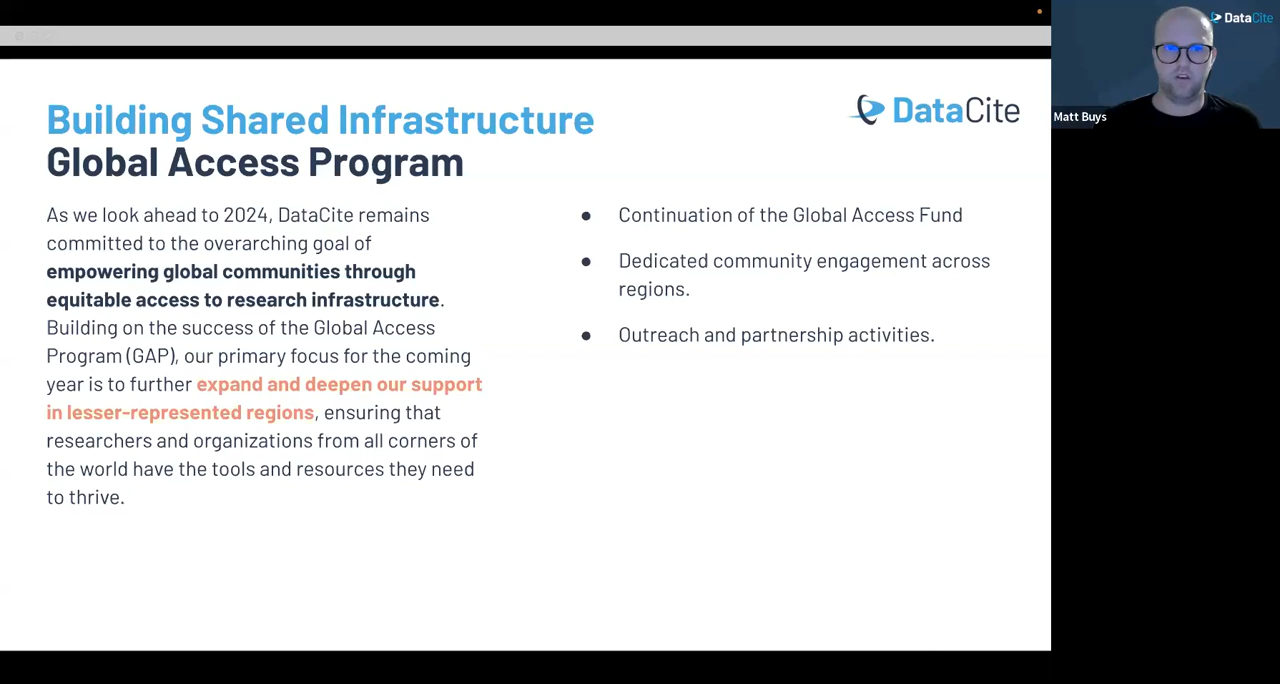 Building Shared Infrastructure
Global Access Program
DataCite
DataCite
Matt Buys
As we look ahead to 2024, DataCite remains
committed to the overarching goal of
empowering global communities through
equitable access to research infrastructure.
Building on the success of the Global Access
Program (GAP), our primary focus for the coming
year is to further expand and deepen our support
in lesser-represented regions, ensuring that
researchers and organizations from all corners of
the world have the tools and resources they need
to thrive.
● Continuation of the Global Access Fund
● Dedicated community engagement across
regions.
● Outreach and partnership activities.